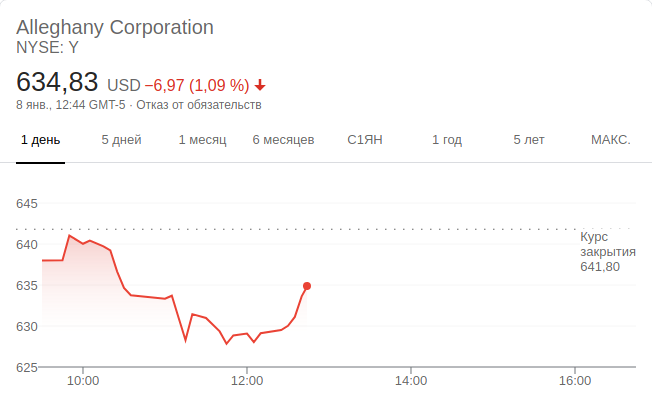 Alleghany Corporation
NYSE: Y
634,83 USD −6,97 (1,09 %)
8 янв., 12:44 GMT-5 · Отказ от обязательств
1 день 5 дней 1 месяц 6 месяцев С1ЯН 1 год 5 лет МАКС.
645
640
635
630
625
Курс
закрытия
641,80
10:00 12:00 14:00 16:00